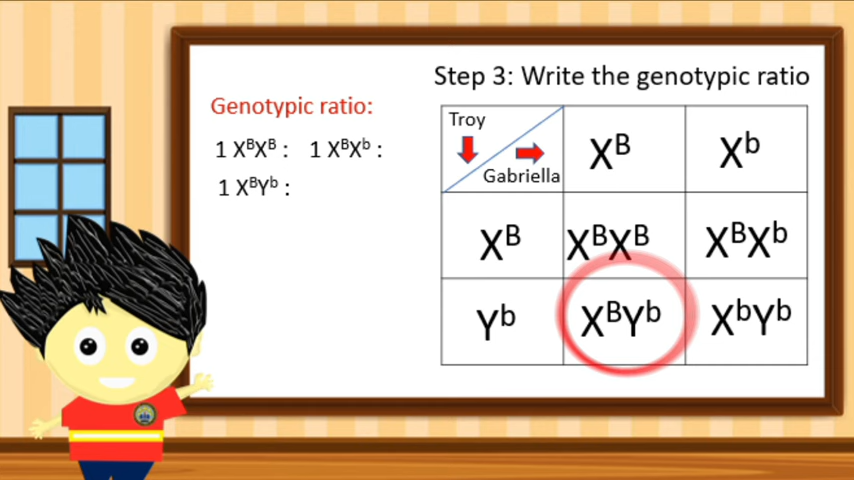 Step 3: Write the genotypic ratio
Genotypic ratio:
1 XᴮXᴮ : 1 XᴮXᵇ :
1 XᴮYᵇ :
Troy
Gabriella
Xᴮ Xᵇ
Xᴮ XᴮXᴮ XᴮXᵇ
Yᵇ XᴮYᵇ XᵇYᵇ